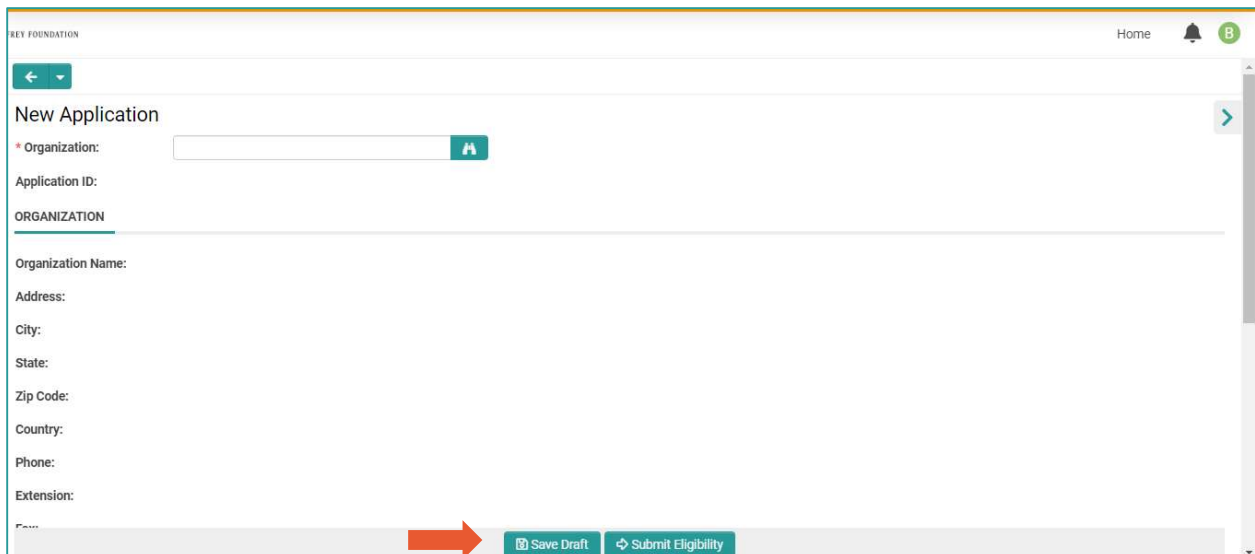 FREY FOUNDATION
Home
B
New Application
* Organization:
Application ID:
ORGANIZATION
Organization Name:
Address:
City:
State:
Zip Code:
Country:
Phone:
Extension:
Save Draft
Submit Eligibility